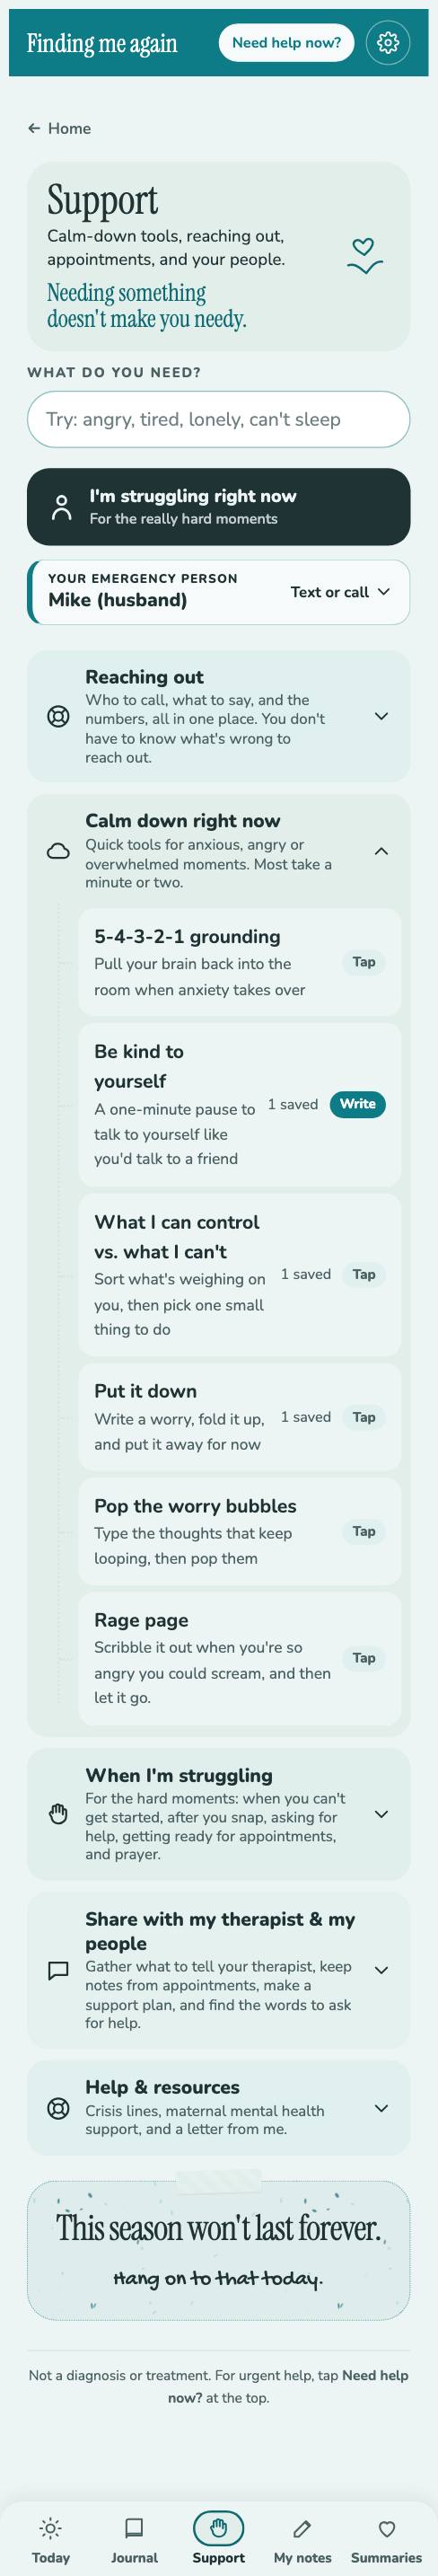 Finding me again
Need help now?
← Home
Support
Calm-down tools, reaching out,
appointments, and your people.
Needing something
doesn't make you needy.
WHAT DO YOU NEED?
Try: angry, tired, lonely, can't sleep
I'm struggling right now
For the really hard moments
YOUR EMERGENCY PERSON
Mike (husband)
Text or call
Reaching out
Who to call, what to say, and the
numbers, all in one place. You don't
have to know what's wrong to
reach out.
Calm down right now
Quick tools for anxious, angry or
overwhelmed moments. Most take a
minute or two.
5-4-3-2-1 grounding
Pull your brain back into the
room when anxiety takes over
Tap
Be kind to
yourself
A one-minute pause to
talk to yourself like
you'd talk to a friend
1 saved
Write
What I can control
vs. what I can't
Sort what's weighing on
you, then pick one small
thing to do
1 saved
Tap
Put it down
Write a worry, fold it up,
and put it away for now
1 saved
Tap
Pop the worry bubbles
Type the thoughts that keep
looping, then pop them
Tap
Rage page
Scribble it out when you're so
angry you could scream, and then
let it go.
Tap
When I'm struggling
For the hard moments: when you can't
get started, after you snap, asking for
help, getting ready for appointments,
and prayer.
Share with my therapist & my
people
Gather what to tell your therapist, keep
notes from appointments, make a
support plan, and find the words to ask
for help.
Help & resources
Crisis lines, maternal mental health
support, and a letter from me.
This season won't last forever.
Hang on to that today.
Not a diagnosis or treatment. For urgent help, tap Need help
now? at the top.
Today
Journal
Support
My notes
Summaries